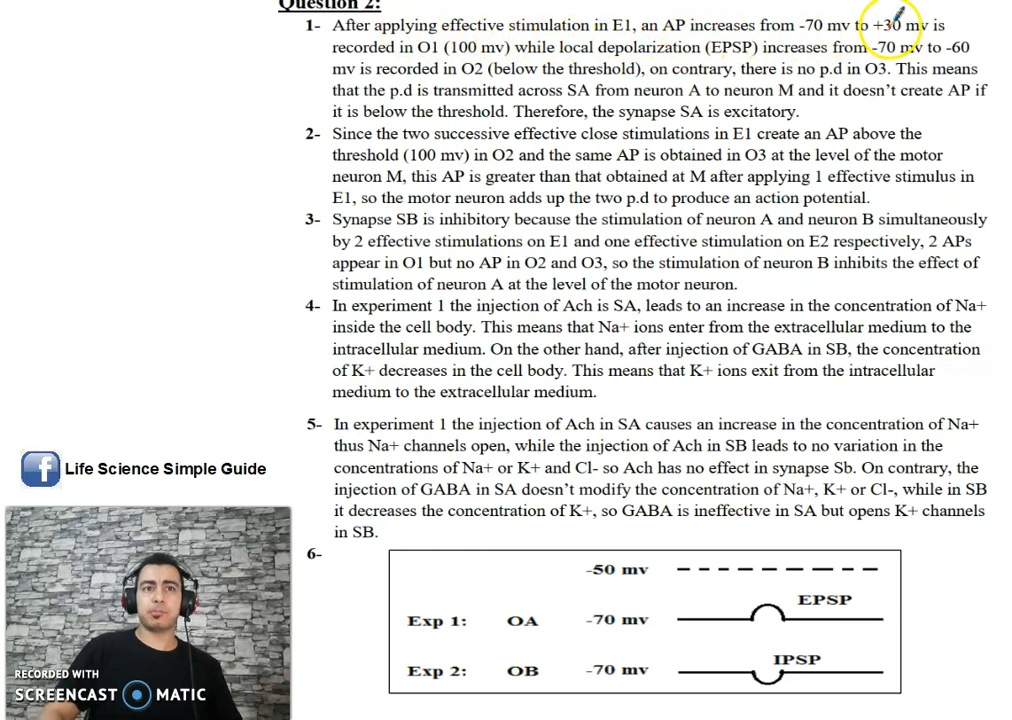 Question 2:
1- After applying effective stimulation in E1, an AP increases from -70 mv to +30 mv is
recorded in O1 (100 mv) while local depolarization (EPSP) increases from -70 mv to -60
mv is recorded in O2 (below the threshold), on contrary, there is no p.d in O3. This means
that the p.d is transmitted across SA from neuron A to neuron M and it doesn't create AP if
it is below the threshold. Therefore, the synapse SA is excitatory.
2- Since the two successive effective close stimulations in E1 create an AP above the
threshold (100 mv) in O2 and the same AP is obtained in O3 at the level of the motor
neuron M, this AP is greater than that obtained at M after applying 1 effective stimulus in
E1, so the motor neuron adds up the two p.d to produce an action potential.
3- Synapse SB is inhibitory because the stimulation of neuron A and neuron B simultaneously
by 2 effective stimulations on E1 and one effective stimulation on E2 respectively, 2 APs
appear in O1 but no AP in O2 and O3, so the stimulation of neuron B inhibits the effect of
stimulation of neuron A at the level of the motor neuron.
4- In experiment 1 the injection of Ach is SA, leads to an increase in the concentration of Na+
inside the cell body. This means that Na+ ions enter from the extracellular medium to the
intracellular medium. On the other hand, after injection of GABA in SB, the concentration
of K+ decreases in the cell body. This means that K+ ions exit from the intracellular
medium to the extracellular medium.
5- In experiment 1 the injection of Ach in SA causes an increase in the concentration of Na+
thus Na+ channels open, while the injection of Ach in SB leads to no variation in the
concentrations of Na+ or K+ and Cl- so Ach has no effect in synapse Sb. On contrary, the
injection of GABA in SA doesn't modify the concentration of Na+, K+ or Cl-, while in SB
it decreases the concentration of K+, so GABA is ineffective in SA but opens K+ channels
in SB.
6-
-50 mv
EPSP
Exp 1: OA -70 mv
IPSP
Exp 2: OB -70 mv
f Life Science Simple Guide
RECORDED WITH
SCREENCAST MATIC